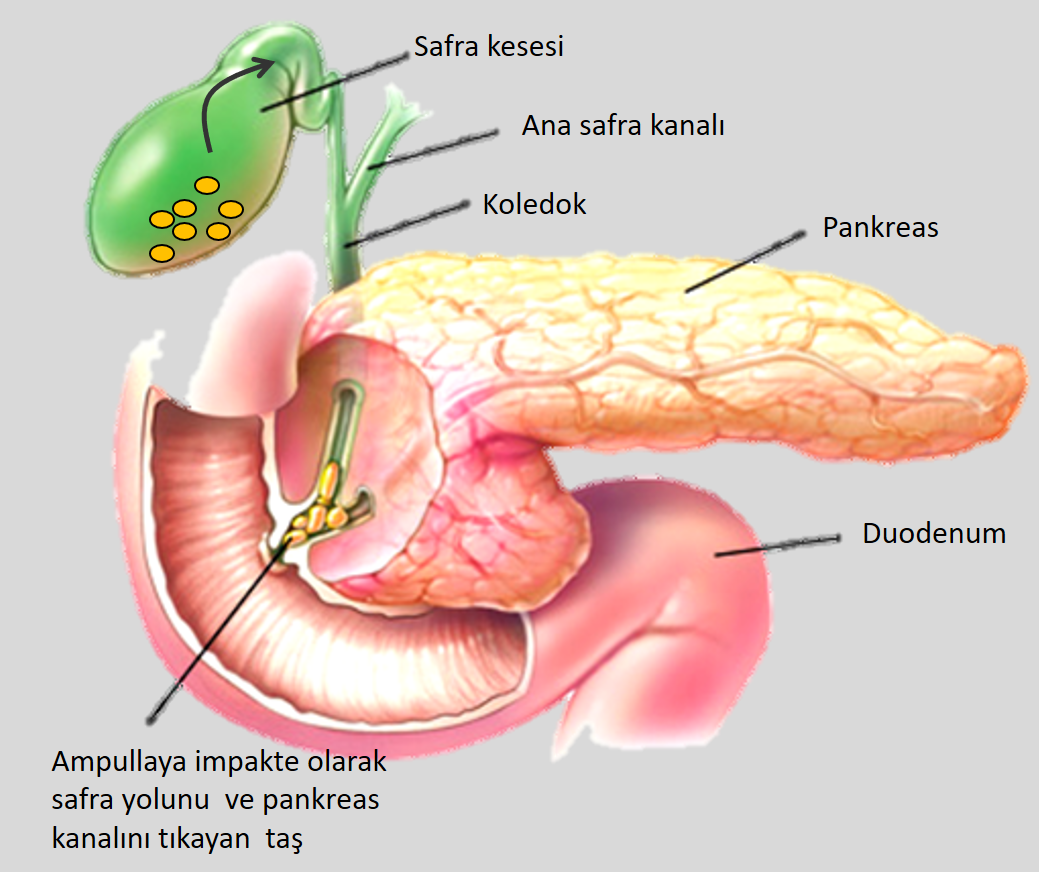 Safra kesesi
Ana safra kanalı
Koledok
Pankreas
Duodenum
Ampullaya impakte olarak
safra yolunu ve pankreas
kanalını tıkayan taş